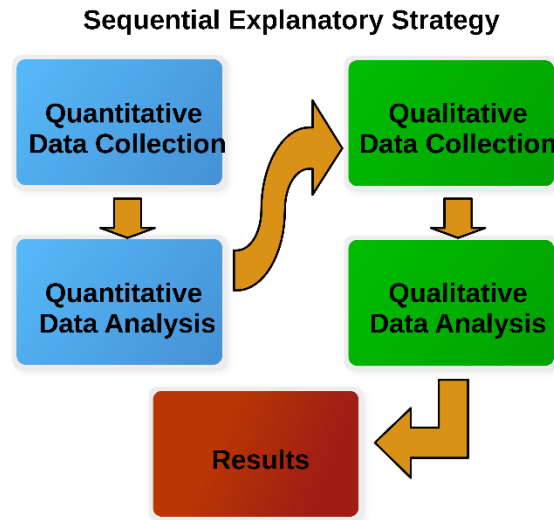 Sequential Explanatory Strategy
Quantitative
Data Collection
Qualitative
Data Collection
Quantitative
Data Analysis
Qualitative
Data Analysis
Results